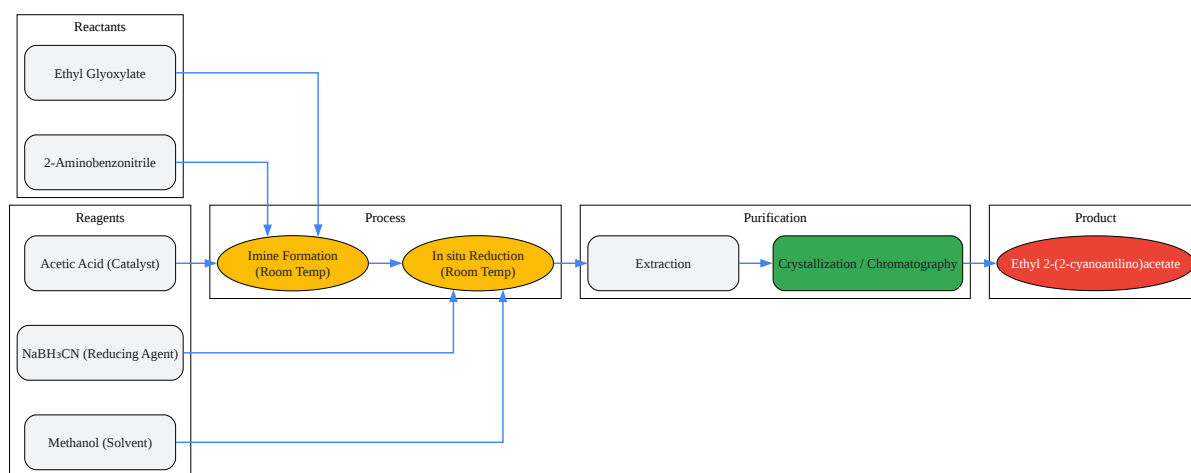 Reactants
Ethyl Glyoxylate
2-Aminobenzonitrile
Reagents
Acetic Acid (Catalyst)
NaBH₃CN (Reducing Agent)
Methanol (Solvent)
Process
Imine Formation
(Room Temp)
In situ Reduction
(Room Temp)
Purification
Extraction
Crystallization / Chromatography
Product
Ethyl 2-(2-cyanoanilino)acetate